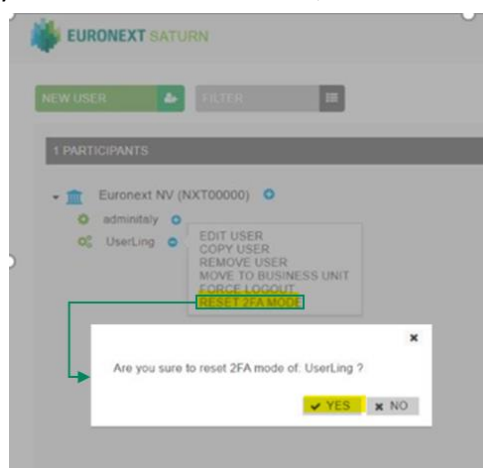 EURONEXT SATURN
NEW USER
FILTER
1 PARTICIPANTS
Euronext NV (NXT00000)
adminitaly
UserLing
EDIT USER
COPY USER
REMOVE USER
MOVE TO BUSINESS UNIT
FORCE LOGOUT
RESET 2FA MODE
Are you sure to reset 2FA mode of: UserLing ?
YES
NO